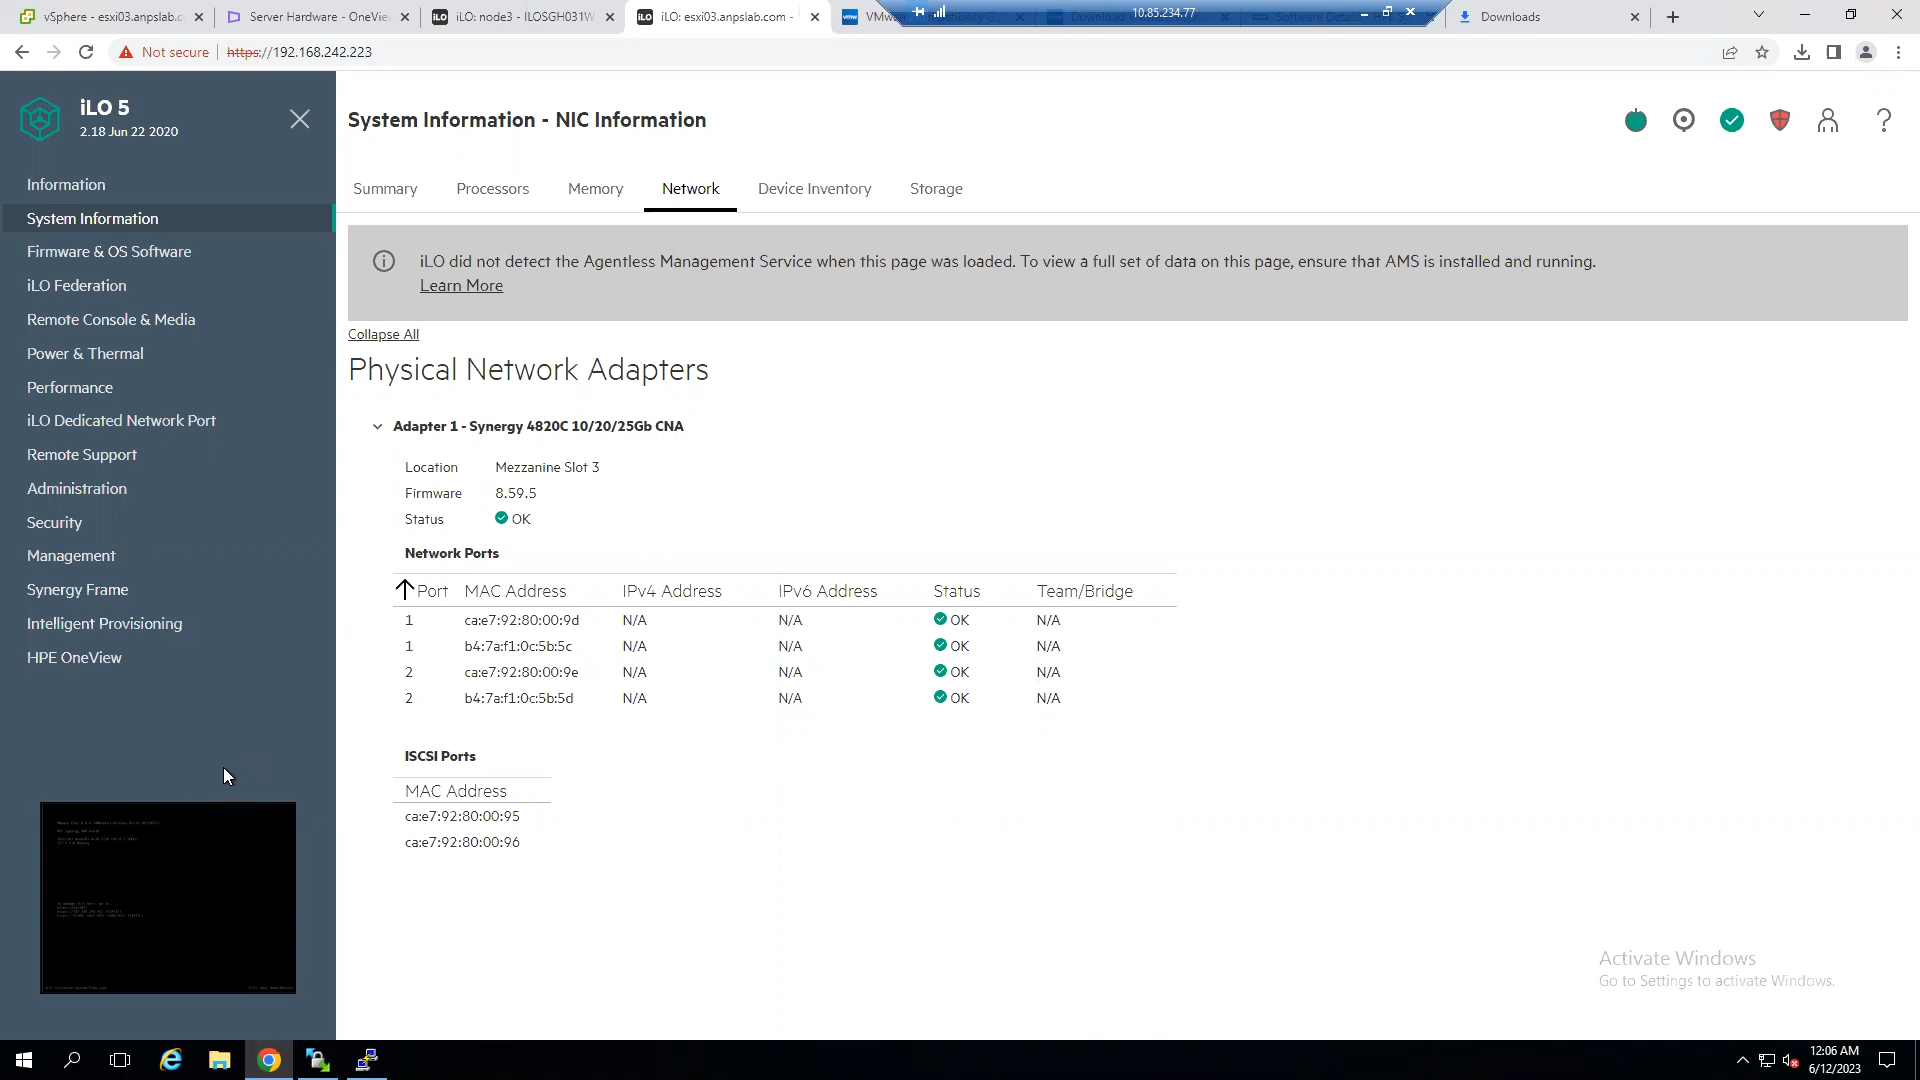 vSphere - esxi03.anpslab.c
Server Hardware - OneView
iLO: node3 - ILOSGH031W
iLO: esxi03.anpslab.com -
10.85.234.77
Downloads
Not secure
https://192.168.242.223
iLO 5
2.18 Jun 22 2020
Information
System Information
Firmware & OS Software
iLO Federation
Remote Console & Media
Power & Thermal
Performance
iLO Dedicated Network Port
Remote Support
Administration
Security
Management
Synergy Frame
Intelligent Provisioning
HPE OneView
System Information - NIC Information
Summary
Processors
Memory
Network
Device Inventory
Storage
iLO did not detect the Agentless Management Service when this page was loaded. To view a full set of data on this page, ensure that AMS is installed and running.
Learn More
Collapse All
Physical Network Adapters
Adapter 1 - Synergy 4820C 10/20/25Gb CNA
Location Mezzanine Slot 3
Firmware 8.59.5
Status OK
Network Ports
Port MAC Address IPv4 Address IPv6 Address Status Team/Bridge
1 ca:e7:92:80:00:9d N/A N/A OK N/A
1 b4:7a:f1:0c:5b:5c N/A N/A OK N/A
2 ca:e7:92:80:00:9e N/A N/A OK N/A
2 b4:7a:f1:0c:5b:5d N/A N/A OK N/A
ISCSI Ports
MAC Address
ca:e7:92:80:00:95
ca:e7:92:80:00:96
Activate Windows
Go to Settings to activate Windows.
12:06 AM
6/12/2023